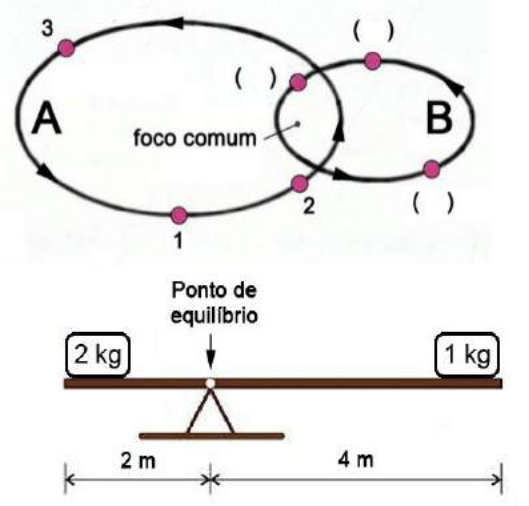 3
( )
( )
A
B
foco comum
( )
2
1
Ponto de
equilíbrio
2 kg
1 kg
2 m
4 m